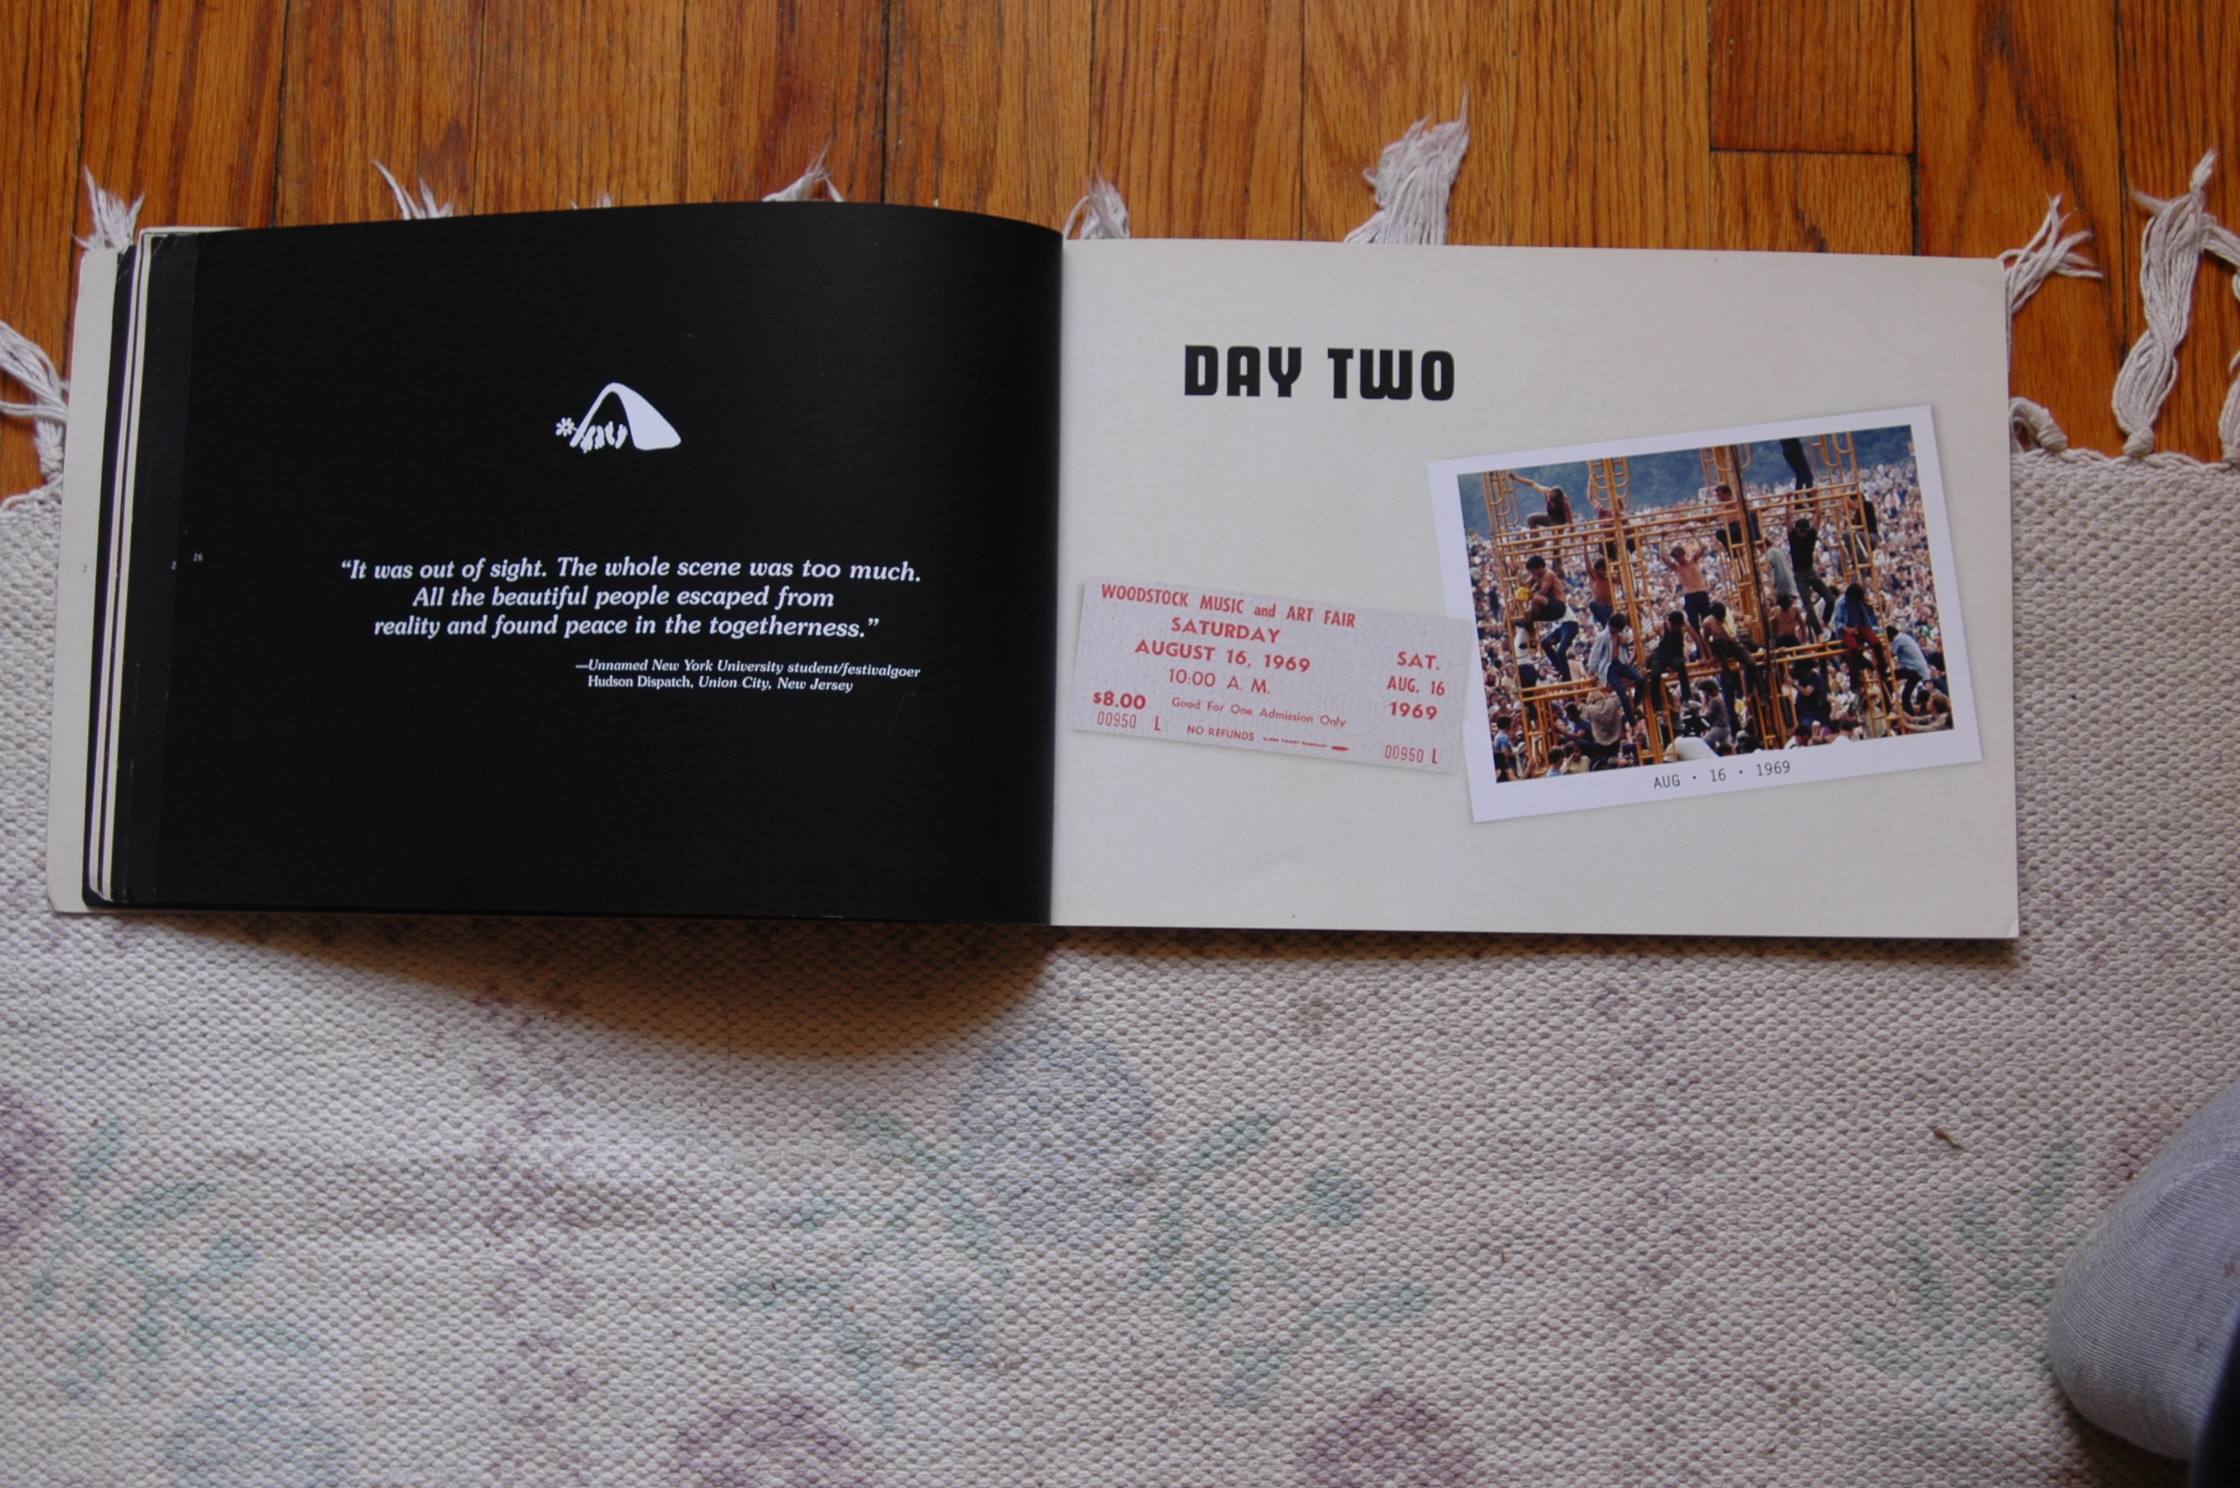 26
“It was out of sight. The whole scene was too much.
All the beautiful people escaped from
reality and found peace in the togetherness.”
—Unnamed New York University student/festivalgoer
Hudson Dispatch, Union City, New Jersey
DAY TWO
WOODSTOCK MUSIC and ART FAIR
SATURDAY
AUGUST 16, 1969
10:00 A. M.
$8.00
Good For One Admission Only
00950 L
NO REFUNDS
SAT.
AUG. 16
1969
00950 L
AUG · 16 · 1969